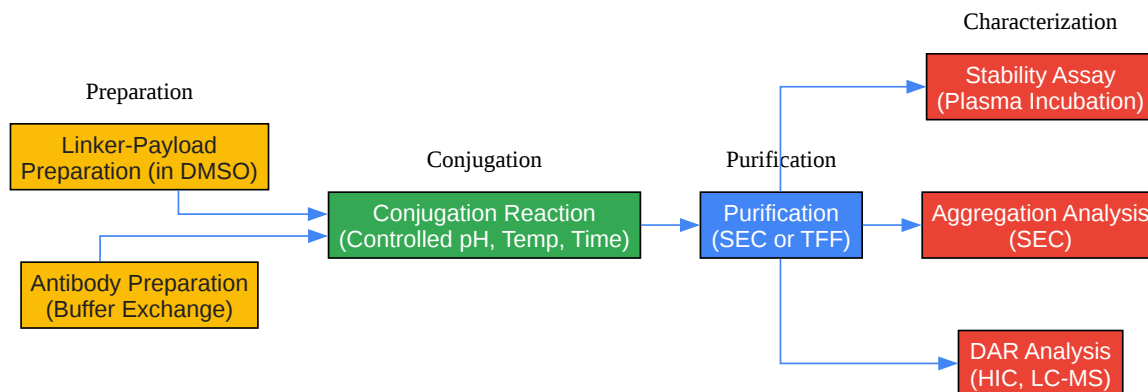 Characterization
Stability Assay
(Plasma Incubation)
Preparation
Linker-Payload
Preparation (in DMSO)
Conjugation
Purification
Conjugation Reaction
(Controlled pH, Temp, Time)
Purification
(SEC or TFF)
Aggregation Analysis
(SEC)
Antibody Preparation
(Buffer Exchange)
DAR Analysis
(HIC, LC-MS)